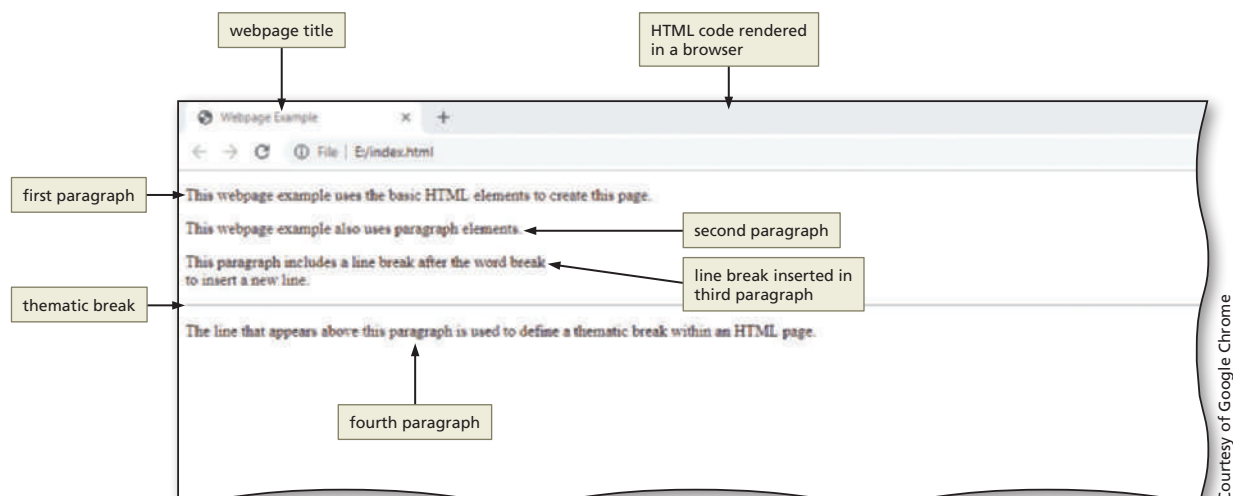 webpage title
HTML code rendered
in a browser
Webpage Example
File | E:/index.html
first paragraph
This webpage example uses the basic HTML elements to create this page.
This webpage example also uses paragraph elements.
second paragraph
This paragraph includes a line break after the word break
to insert a new line.
line break inserted in
third paragraph
thematic break
The line that appears above this paragraph is used to define a thematic break within an HTML page.
fourth paragraph
Courtesy of Google Chrome